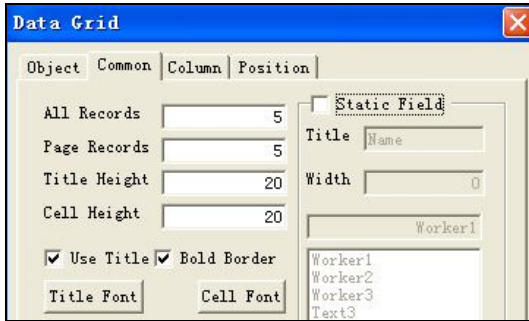 Data Grid
Object Common Column Position
All Records 5
Page Records 5
Title Height 20
Cell Height 20
Use Title Bold Border
Title Font Cell Font
Static Field
Title Name
Width 0
Worker1
Worker1
Worker2
Worker3
Text3